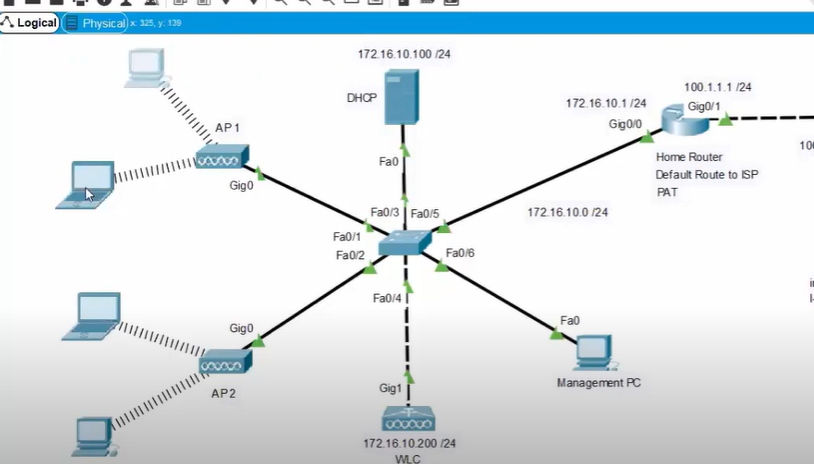 Logical
Physical
x: 325, y: 139
172.16.10.100 /24
DHCP
Fa0
AP1
Gig0
172.16.10.1 /24
100.1.1.1 /24
Gig0/1
Gig0/0
Home Router
Default Route to ISP
PAT
172.16.10.0 /24
Fa0/3
Fa0/5
Fa0/1
Fa0/2
Fa0/6
Fa0/4
Gig0
AP2
Fa0
Management PC
Gig1
172.16.10.200 /24
WLC